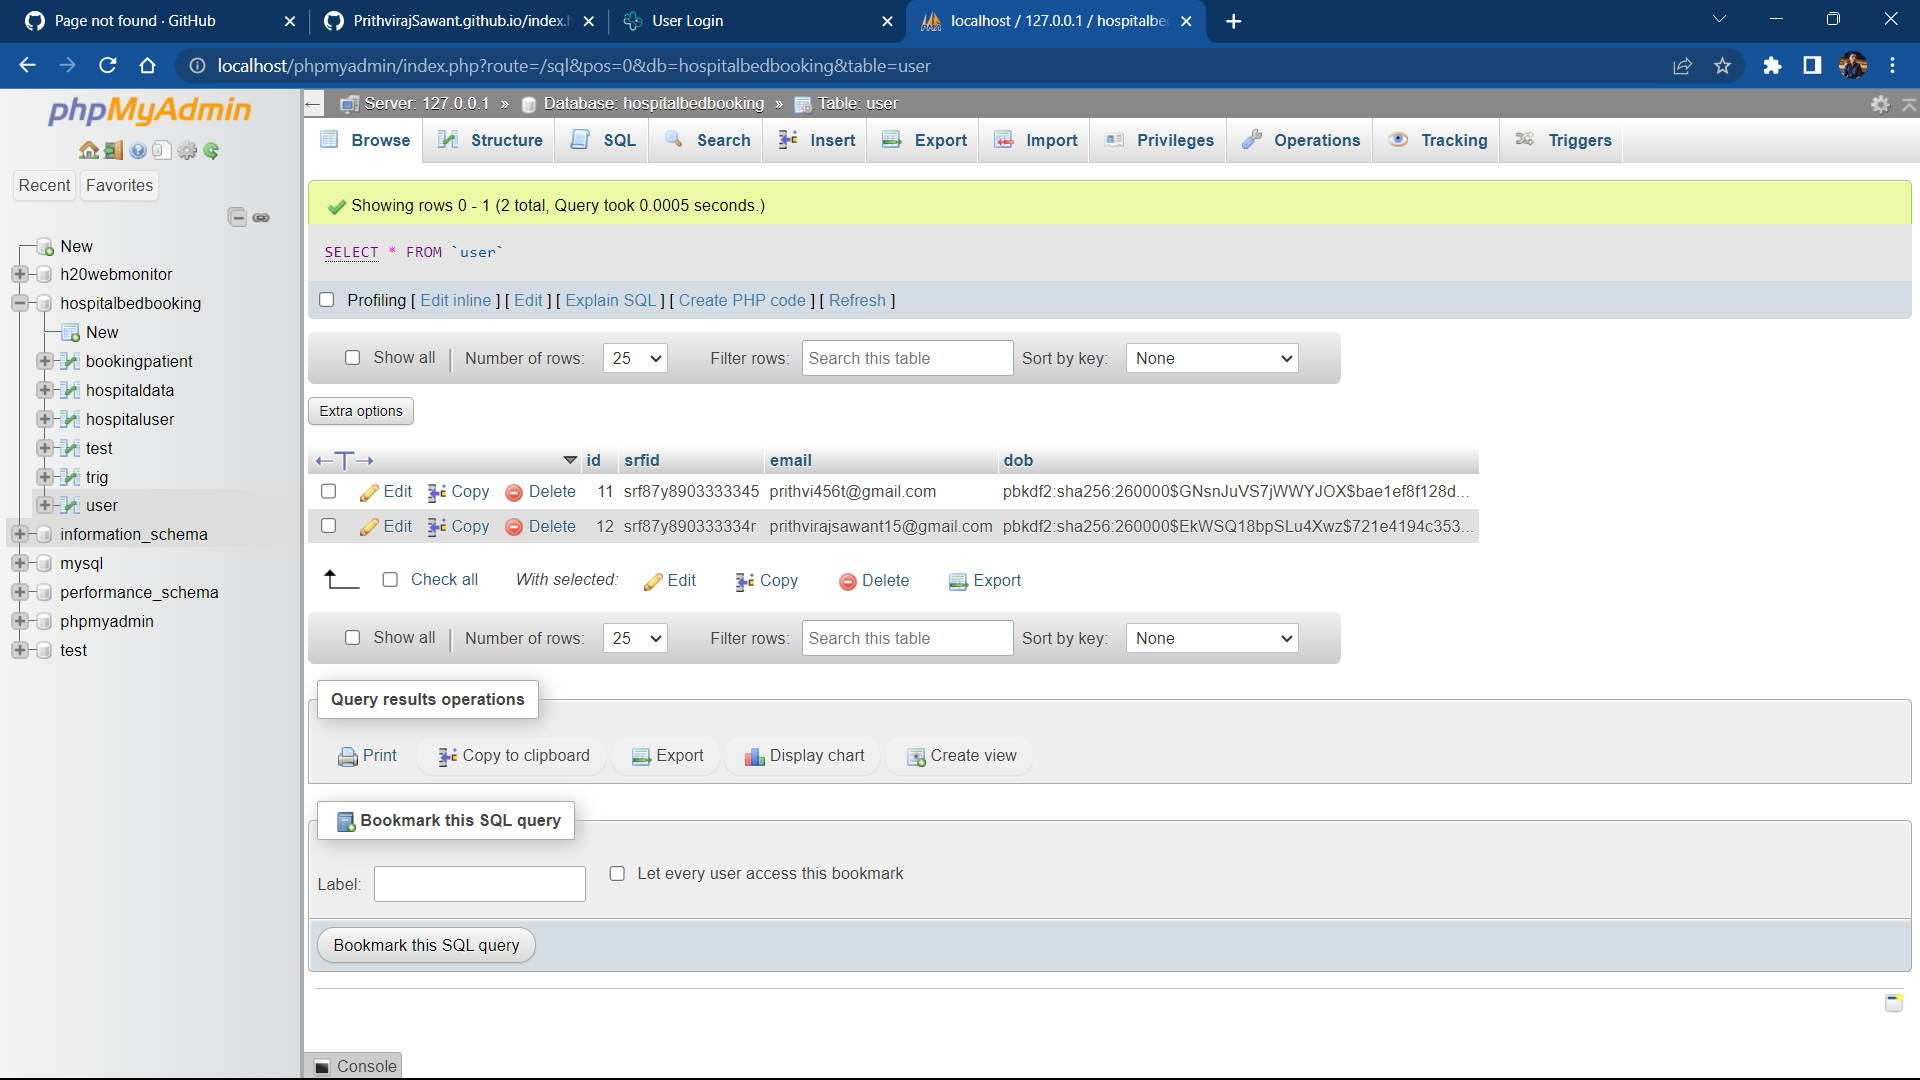 Page not found · GitHub
PrithvirajSawant.github.io/index.h
User Login
localhost / 127.0.0.1 / hospitalbed
localhost/phpmyadmin/index.php?route=/sql&pos=0&db=hospitalbedbooking&table=user
phpMyAdmin
Recent
Favorites
New
h20webmonitor
hospitalbedbooking
New
bookingpatient
hospitaldata
hospitaluser
test
trig
user
information_schema
mysql
performance_schema
phpmyadmin
test
Server: 127.0.0.1 » Database: hospitalbedbooking » Table: user
Browse Structure SQL Search Insert Export Import Privileges Operations Tracking Triggers
Showing rows 0 - 1 (2 total, Query took 0.0005 seconds.)
SELECT * FROM `user`
Profiling [ Edit inline ] [ Edit ] [ Explain SQL ] [ Create PHP code ] [ Refresh ]
Show all Number of rows: 25 Filter rows: Search this table Sort by key: None
Extra options
id srfid email dob
Edit Copy Delete 11 srf87y8903333345 prithvi456t@gmail.com pbkdf2:sha256:260000$GNsnJuVS7jWWYJOX$bae1ef8f128d...
Edit Copy Delete 12 srf87y890333334r prithvirajsawant15@gmail.com pbkdf2:sha256:260000$EkWSQ18bpSLu4Xwz$721e4194c353...
Check all With selected: Edit Copy Delete Export
Show all Number of rows: 25 Filter rows: Search this table Sort by key: None
Query results operations
Print Copy to clipboard Export Display chart Create view
Bookmark this SQL query
Label: Let every user access this bookmark
Bookmark this SQL query
Console